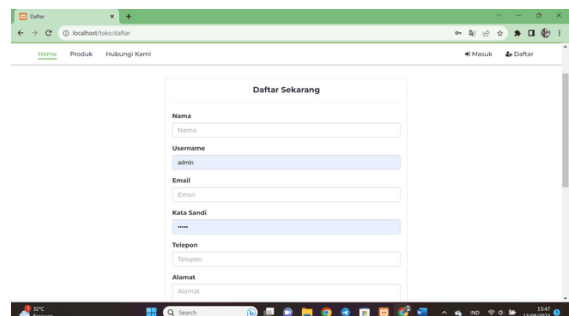 Daftar
localhost/toko/daftar
Home Produk Hubungi Kami Masuk Daftar
Daftar Sekarang
Nama
Nama
Username
admin
Email
Email
Kata Sandi
•••••
Telepon
Telepon
Alamat
Alamat
32°C
Search
IND
15:47